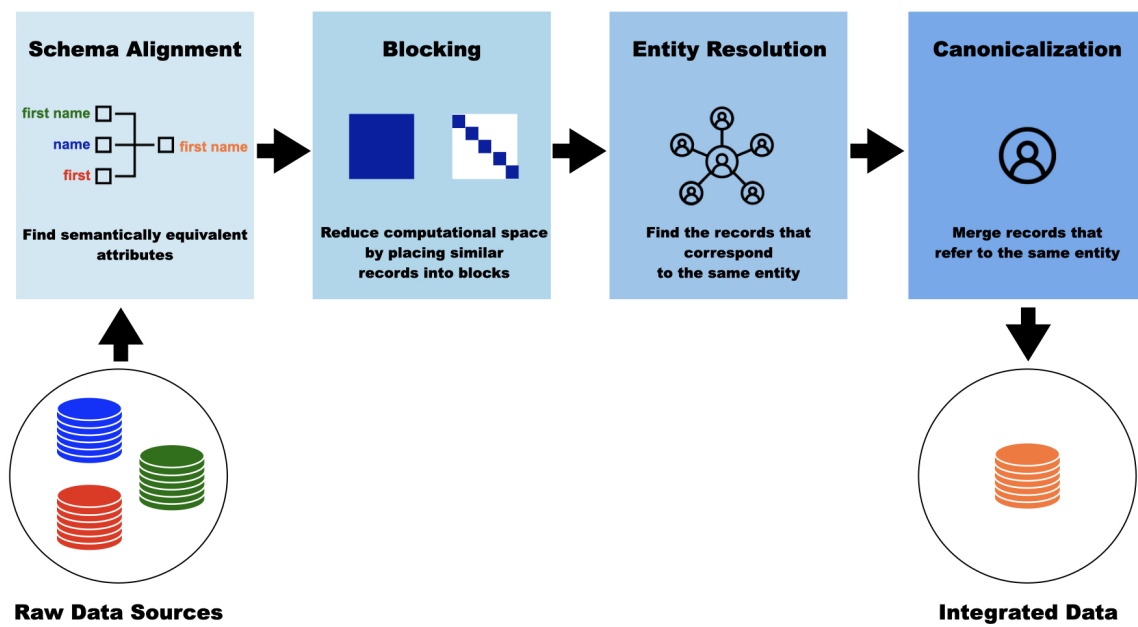 Schema Alignment
first name
name
first
first name
Find semantically equivalent
attributes
Blocking
Reduce computational space
by placing similar
records into blocks
Entity Resolution
Find the records that
correspond
to the same entity
Canonicalization
Merge records that
refer to the same entity
Raw Data Sources
Integrated Data